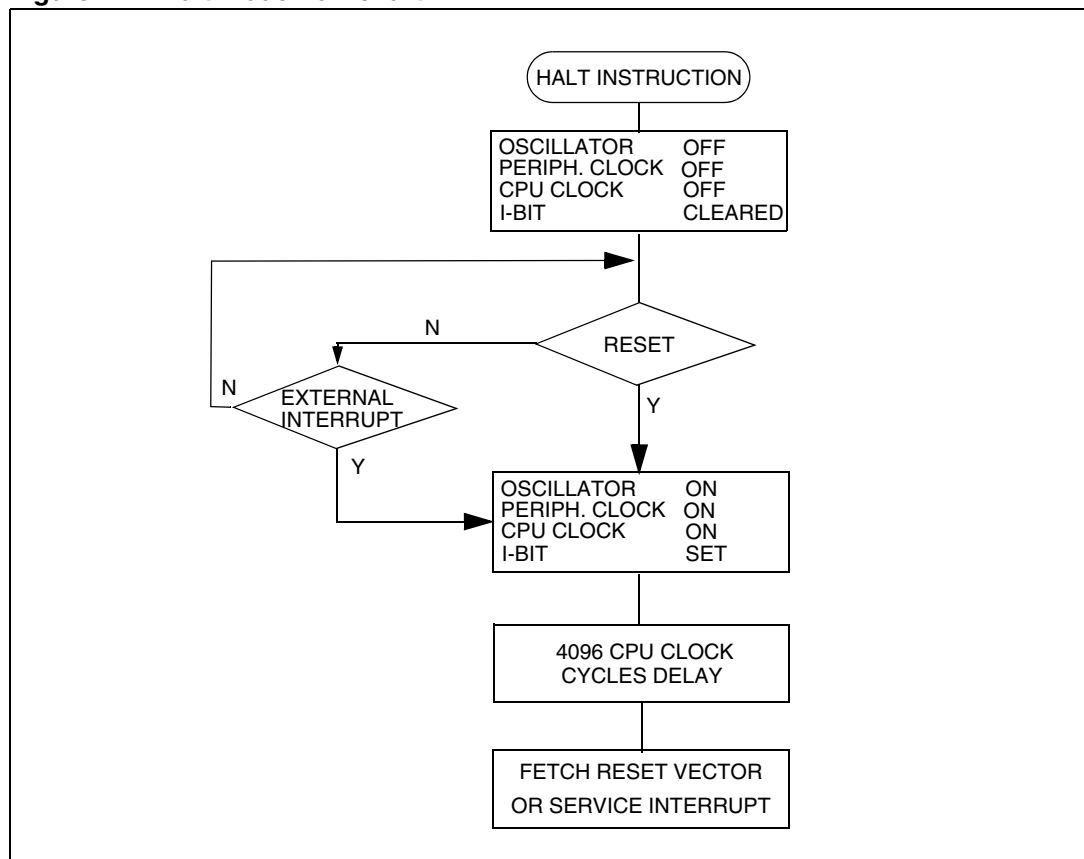 HALT INSTRUCTION
OSCILLATOR OFF
PERIPH. CLOCK OFF
CPU CLOCK OFF
I-BIT CLEARED
N
RESET
N
EXTERNAL
INTERRUPT
Y
Y
OSCILLATOR ON
PERIPH. CLOCK ON
CPU CLOCK ON
I-BIT SET
4096 CPU CLOCK
CYCLES DELAY
FETCH RESET VECTOR
OR SERVICE INTERRUPT